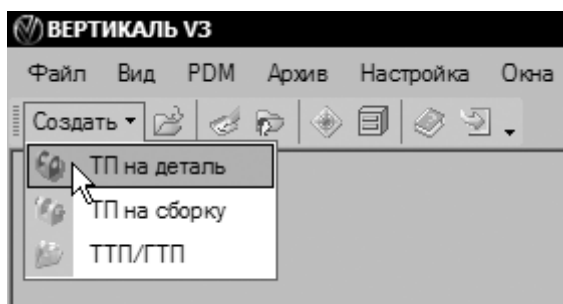 ВЕРТИКАЛЬ V3
Файл Вид PDM Архив Настройка Окна
Создать
ТП на деталь
ТП на сборку
ТТП/ГТП